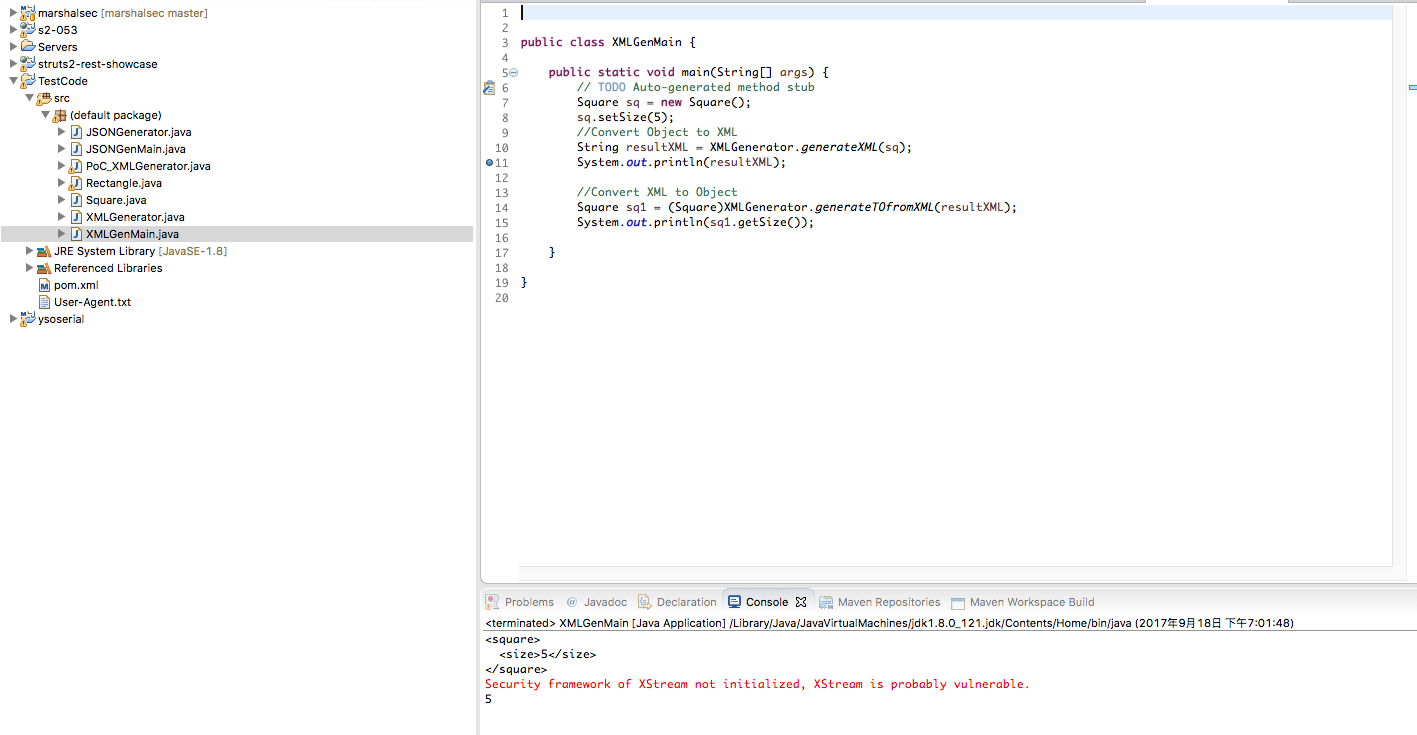 marshalsec [marshalsec master]
s2-053
Servers
struts2-rest-showcase
TestCode
src
(default package)
JSONGenerator.java
JSONGenMain.java
PoC_XMLGenerator.java
Rectangle.java
Square.java
XMLGenerator.java
XMLGenMain.java
JRE System Library [JavaSE-1.8]
Referenced Libraries
pom.xml
User-Agent.txt
ysoserial
1
2
3 public class XMLGenMain {
4
5 public static void main(String[] args) {
6 // TODO Auto-generated method stub
7 Square sq = new Square();
8 sq.setSize(5);
9 //Convert Object to XML
10 String resultXML = XMLGenerator.generateXML(sq);
11 System.out.println(resultXML);
12
13 //Convert XML to Object
14 Square sq1 = (Square)XMLGenerator.generateTOfromXML(resultXML);
15 System.out.println(sq1.getSize());
16
17 }
18
19 }
20
Problems @ Javadoc Declaration Console Maven Repositories Maven Workspace Build
<terminated> XMLGenMain [Java Application] /Library/Java/JavaVirtualMachines/jdk1.8.0_121.jdk/Contents/Home/bin/java (2017年9月18日 下午7:01:48)
<square>
<size>5</size>
</square>
Security framework of XStream not initialized, XStream is probably vulnerable.
5